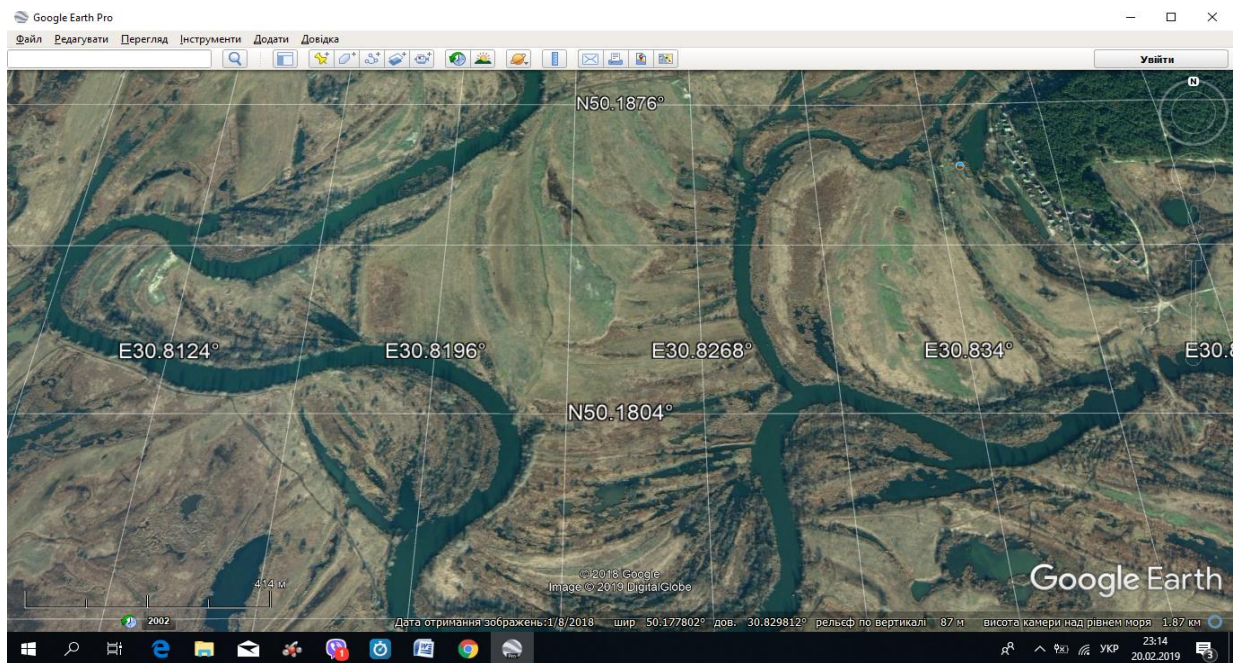 Google Earth Pro
Файл Редагувати Перегляд Інструменти Додати Довідка
Увійти
N
N50.1876°
E30.8124° E30.8196° E30.8268° E30.834° E30.8
N50.1804°
414 м
© 2018 Google
Image © 2019 DigitalGlobe
Google Earth
2002
Дата отримання зображень:1/8/2018 шир 50.177802° дов. 30.829812° рельєф по вертикалі 87 м висота камери над рівнем моря 1.87 км
УКР
23:14
20.02.2019